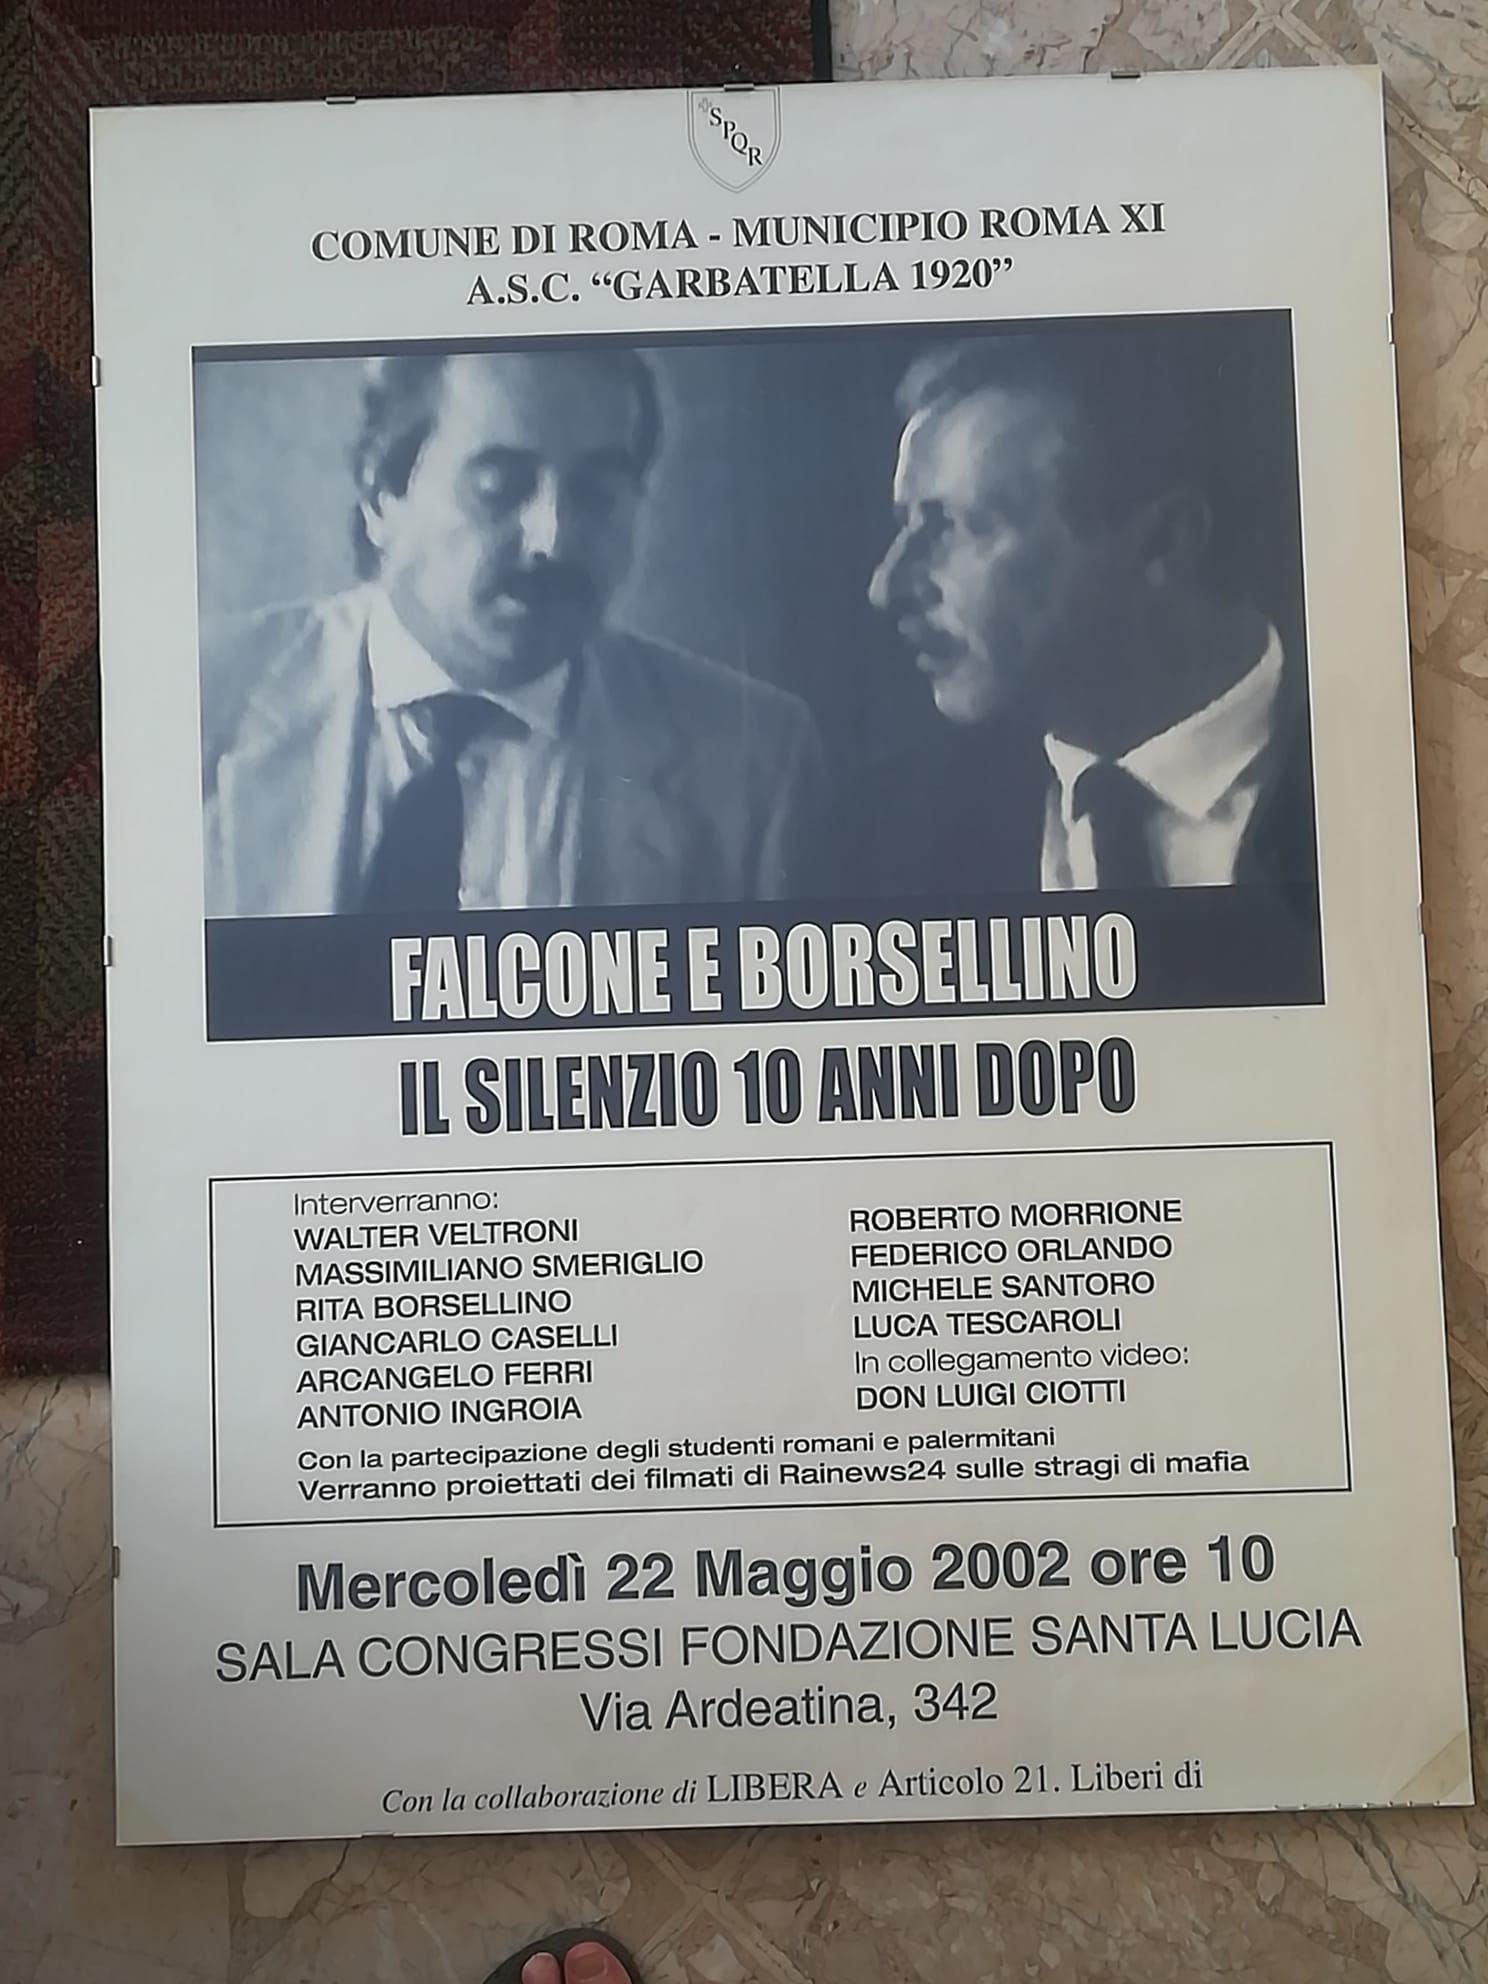 SPQR
COMUNE DI ROMA - MUNICIPIO ROMA XI
A.S.C. “GARBATELLA 1920”
FALCONE E BORSELLINO
IL SILENZIO 10 ANNI DOPO
Interverranno:
WALTER VELTRONI
MASSIMILIANO SMERIGLIO
RITA BORSELLINO
GIANCARLO CASELLI
ARCANGELO FERRI
ANTONIO INGROIA
ROBERTO MORRIONE
FEDERICO ORLANDO
MICHELE SANTORO
LUCA TESCAROLI
In collegamento video:
DON LUIGI CIOTTI
Con la partecipazione degli studenti romani e palermitani
Verranno proiettati dei filmati di Rainews24 sulle stragi di mafia
Mercoledì 22 Maggio 2002 ore 10
SALA CONGRESSI FONDAZIONE SANTA LUCIA
Via Ardeatina, 342
Con la collaborazione di LIBERA e Articolo 21. Liberi di